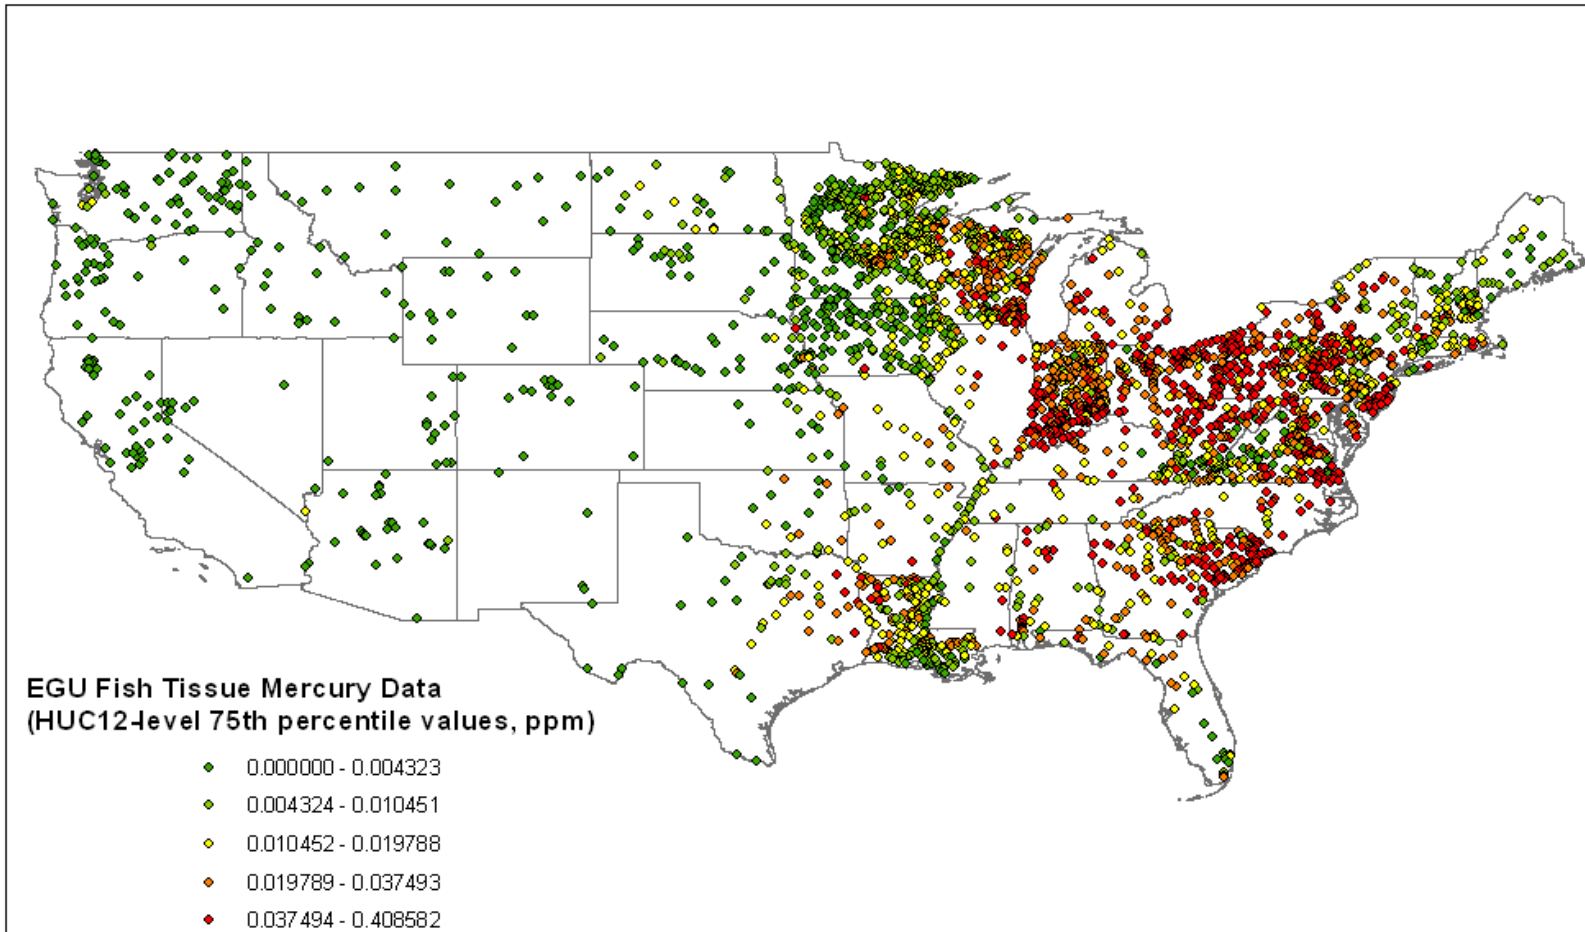 EGU Fish Tissue Mercury Data
(HUC12-level 75th percentile values, ppm)
0.000000 - 0.004323
0.004324 - 0.010451
0.010452 - 0.019788
0.019789 - 0.037493
0.037494 - 0.408582